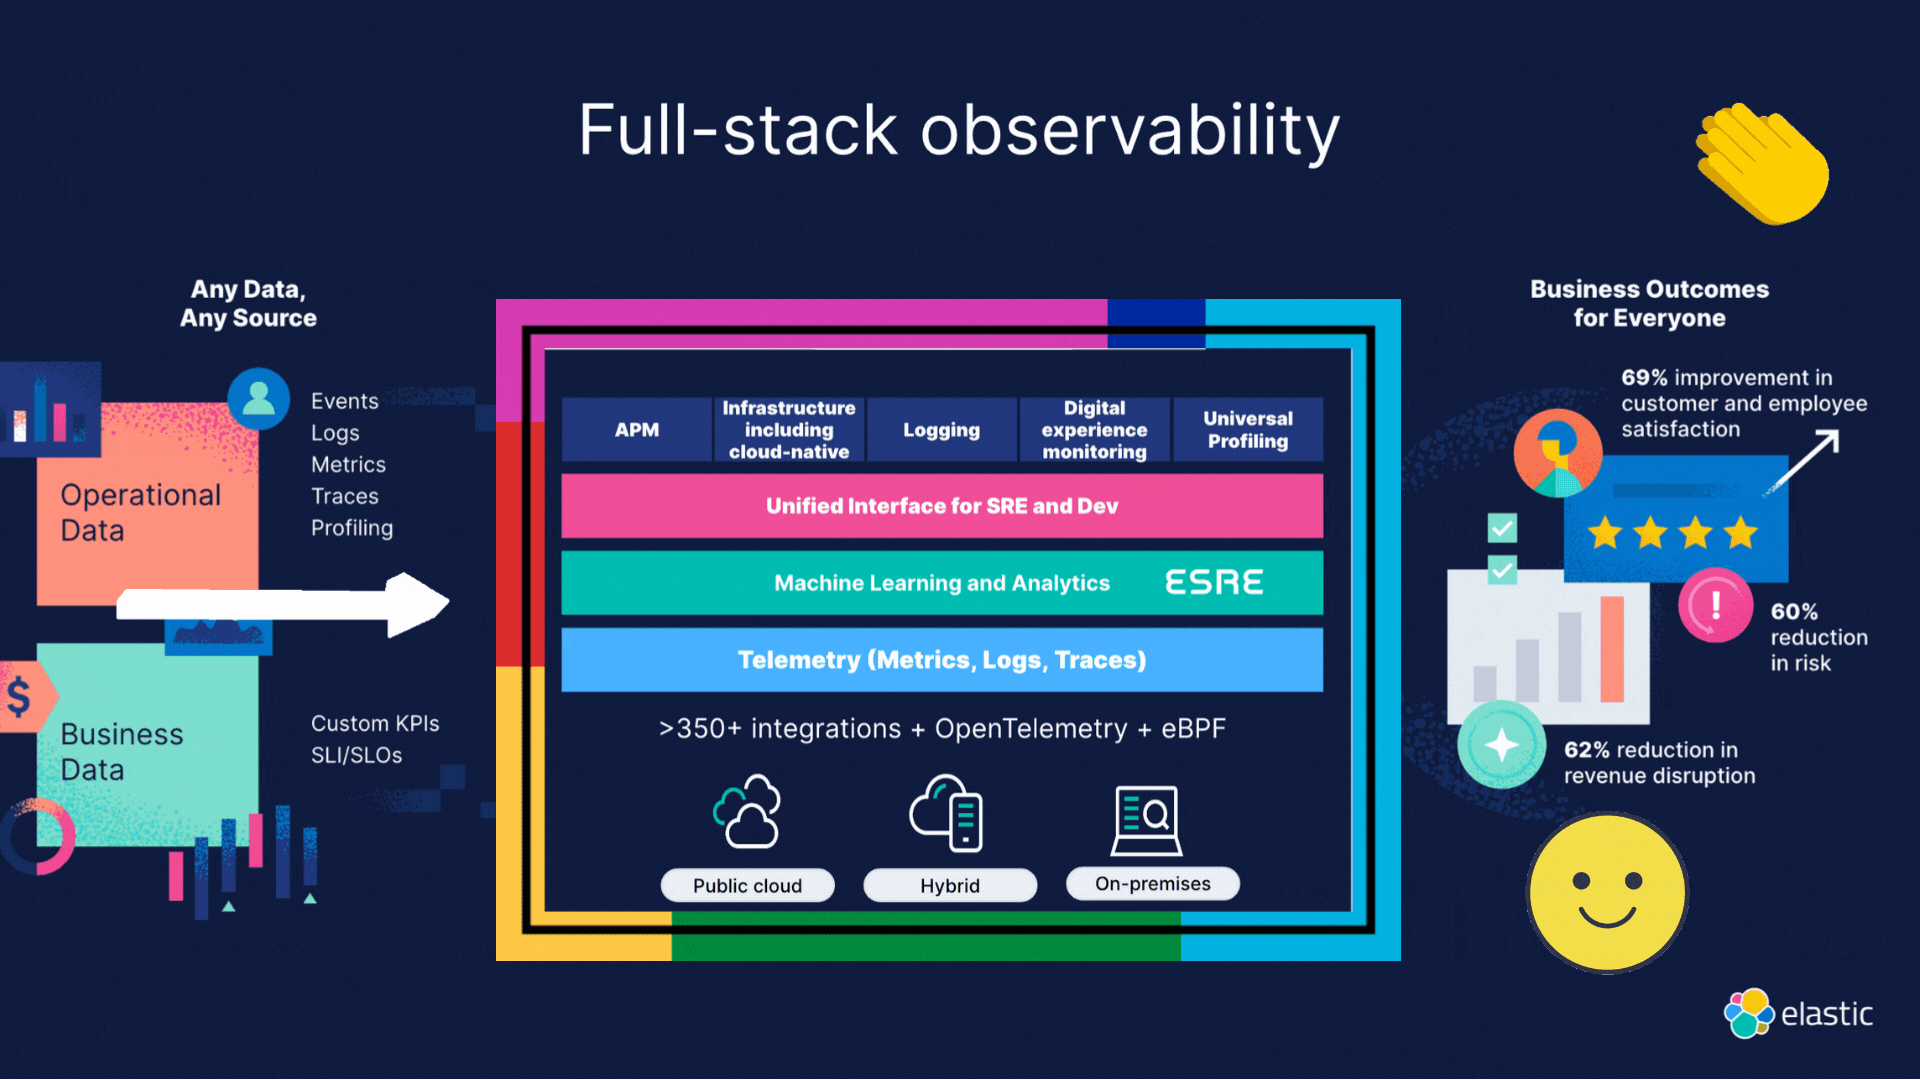 Full-stack observability
Any Data,
Any Source
Events
Logs
Metrics
Traces
Profiling
Operational
Data
$
Business
Data
Custom KPIs
SLI/SLOs
APM
Infrastructure
including
cloud-native
Logging
Digital
experience
monitoring
Universal
Profiling
Unified Interface for SRE and Dev
Machine Learning and Analytics
ESRE
Telemetry (Metrics, Logs, Traces)
>350+ integrations + OpenTelemetry + eBPF
Public cloud
Hybrid
On-premises
Business Outcomes
for Everyone
69% improvement in
customer and employee
satisfaction
!
60%
reduction
in risk
62% reduction in
revenue disruption
elastic